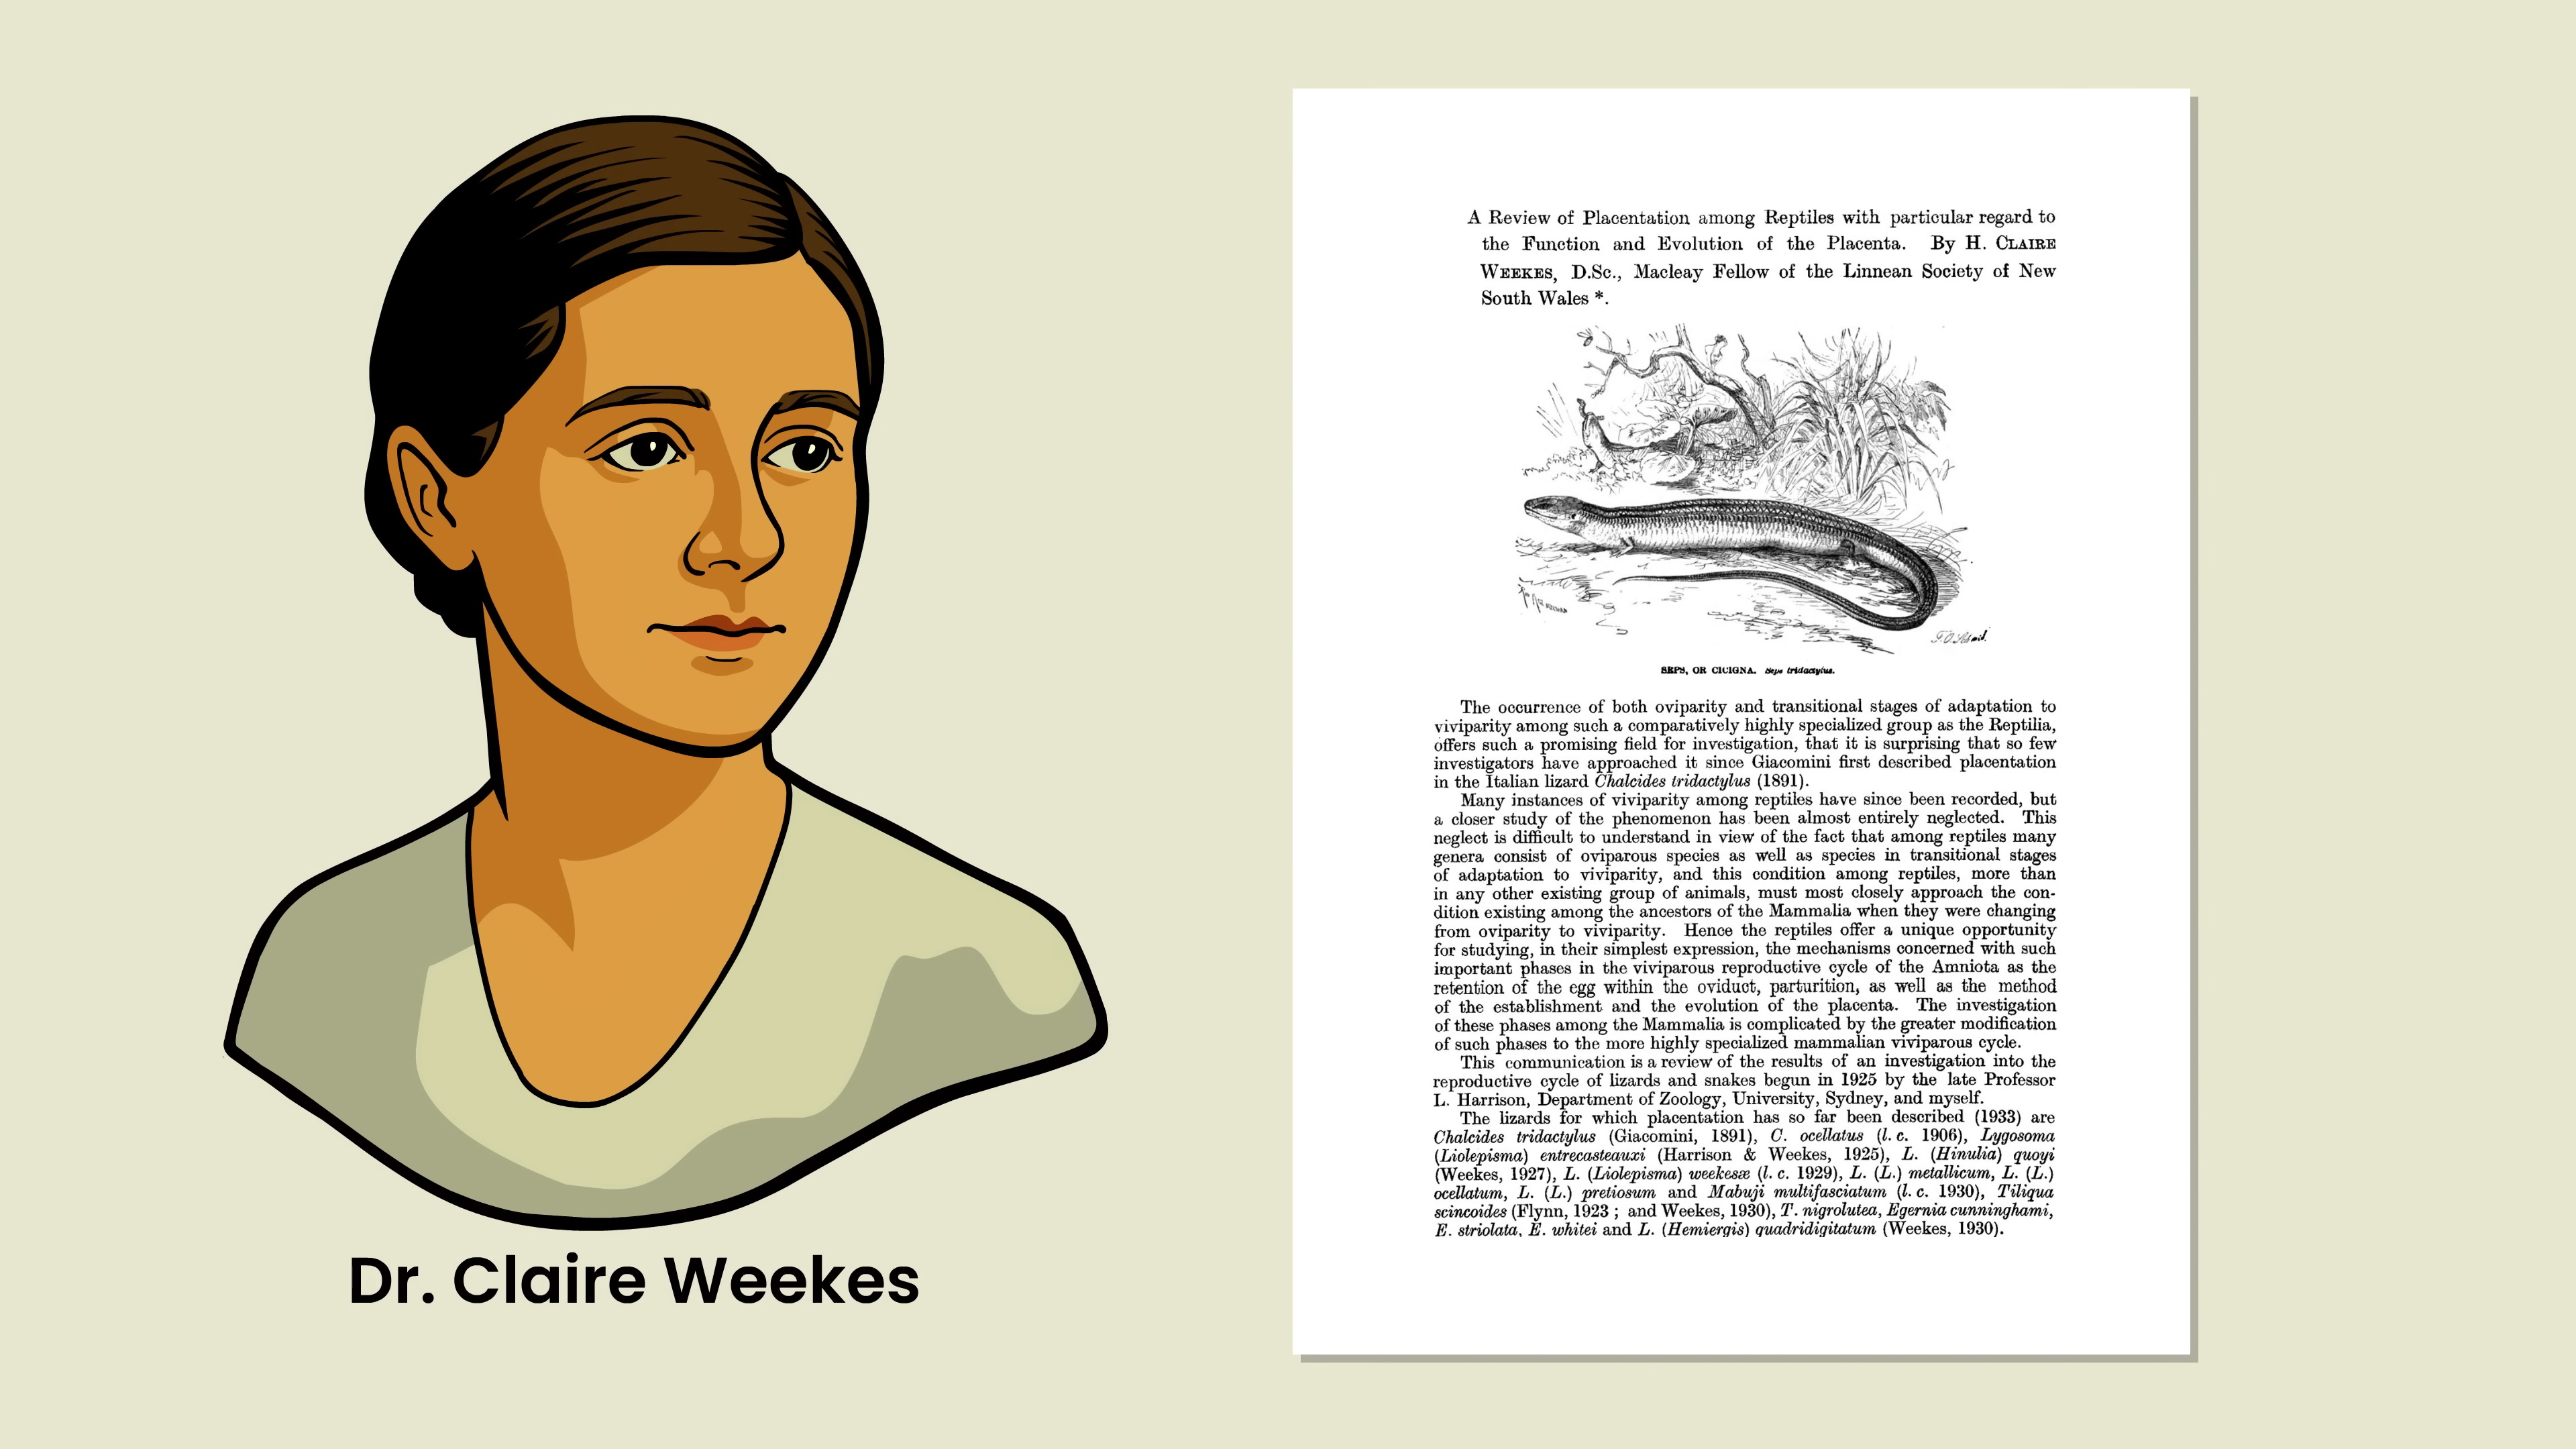 A Review of Placentation among Reptiles with particular regard to
the Function and Evolution of the Placenta. By H. CLAIRE
WEEKES, D.Sc., Macleay Fellow of the Linnean Society of New
South Wales *.
SEPS, OR CICIGNA. Seps tridactylus.
The occurrence of both oviparity and transitional stages of adaptation to
viviparity among such a comparatively highly specialized group as the Reptilia,
offers such a promising field for investigation, that it is surprising that so few
investigators have approached it since Giacomini first described placentation
in the Italian lizard Chalcides tridactylus (1891).
Many instances of viviparity among reptiles have since been recorded, but
a closer study of the phenomenon has been almost entirely neglected. This
neglect is difficult to understand in view of the fact that among reptiles many
genera consist of oviparous species as well as species in transitional stages
of adaptation to viviparity, and this condition among reptiles, more than
in any other existing group of animals, must most closely approach the con-
dition existing among the ancestors of the Mammalia when they were changing
from oviparity to viviparity. Hence the reptiles offer a unique opportunity
for studying, in their simplest expression, the mechanisms concerned with such
important phases in the viviparous reproductive cycle of the Amniota as the
retention of the egg within the oviduct, parturition, as well as the method
of the establishment and the evolution of the placenta. The investigation
of these phases among the Mammalia is complicated by the greater modification
of such phases to the more highly specialized mammalian viviparous cycle.
This communication is a review of the results of an investigation into the
reproductive cycle of lizards and snakes begun in 1925 by the late Professor
L. Harrison, Department of Zoology, University, Sydney, and myself.
The lizards for which placentation has so far been described (1933) are
Chalcides tridactylus (Giacomini, 1891), C. ocellatus (l. c. 1906), Lygosoma
(Liolepisma) entrecasteauxi (Harrison & Weekes, 1925), L. (Hinulia) quoyi
(Weekes, 1927), L. (Liolepisma) weekesæ (l. c. 1929), L. (L.) metallicum, L. (L.)
ocellatum, L. (L.) pretiosum and Mabuji multifasciatum (l. c. 1930), Tiliqua
scincoides (Flynn, 1923 ; and Weekes, 1930), T. nigrolutea, Egernia cunninghami,
E. striolata, E. whitei and L. (Hemiergis) quadridigitatum (Weekes, 1930).
Dr. Claire Weekes